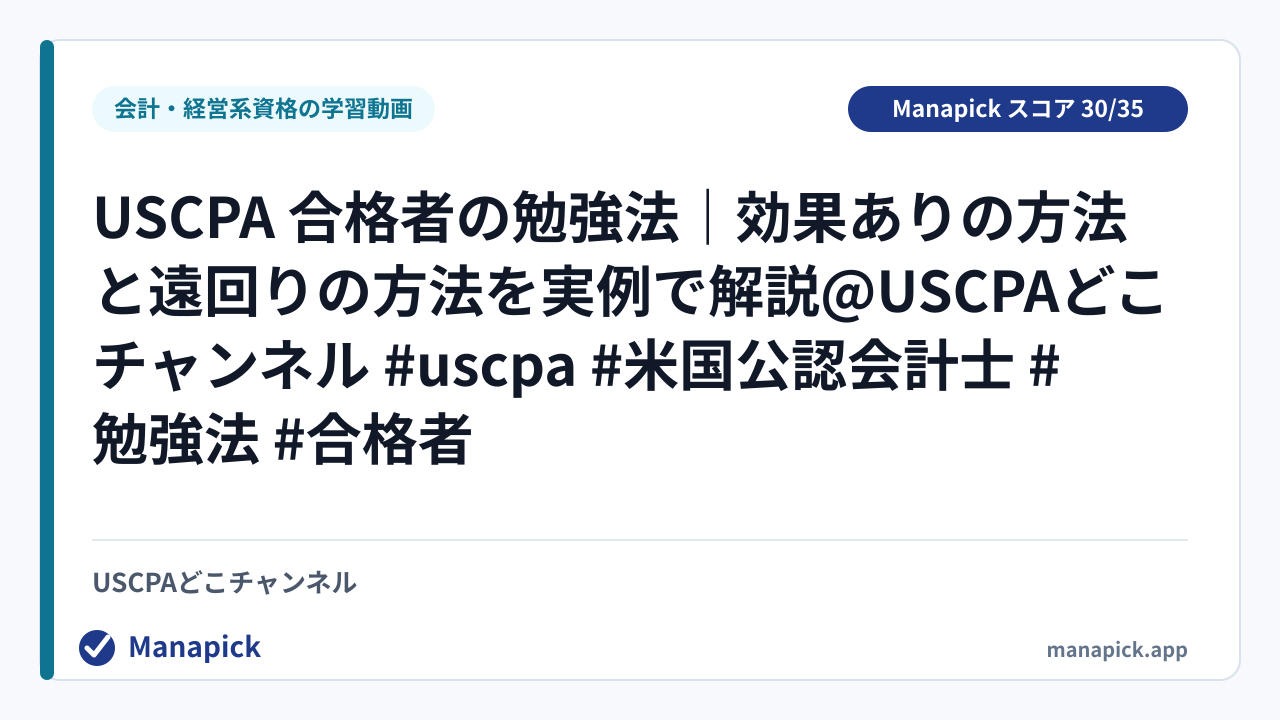 会計・経営系資格の学習動画
Manapick スコア 30/35
USCPA 合格者の勉強法｜効果ありの方法
と遠回りの方法を実例で解説@USCPAどこ
チャンネル #uscpa #米国公認会計士 #
勉強法 #合格者
USCPAどこチャンネル
Manapick
manapick.app